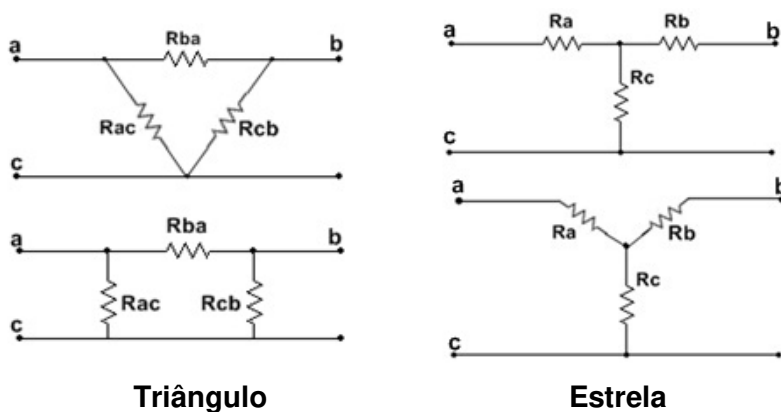 a Rba b
Rac Rcb
c
a Rba b
Rac Rcb
c
Triângulo
a Ra Rb b
Rc
c
a b
Ra Rb
Rc
c
Estrela